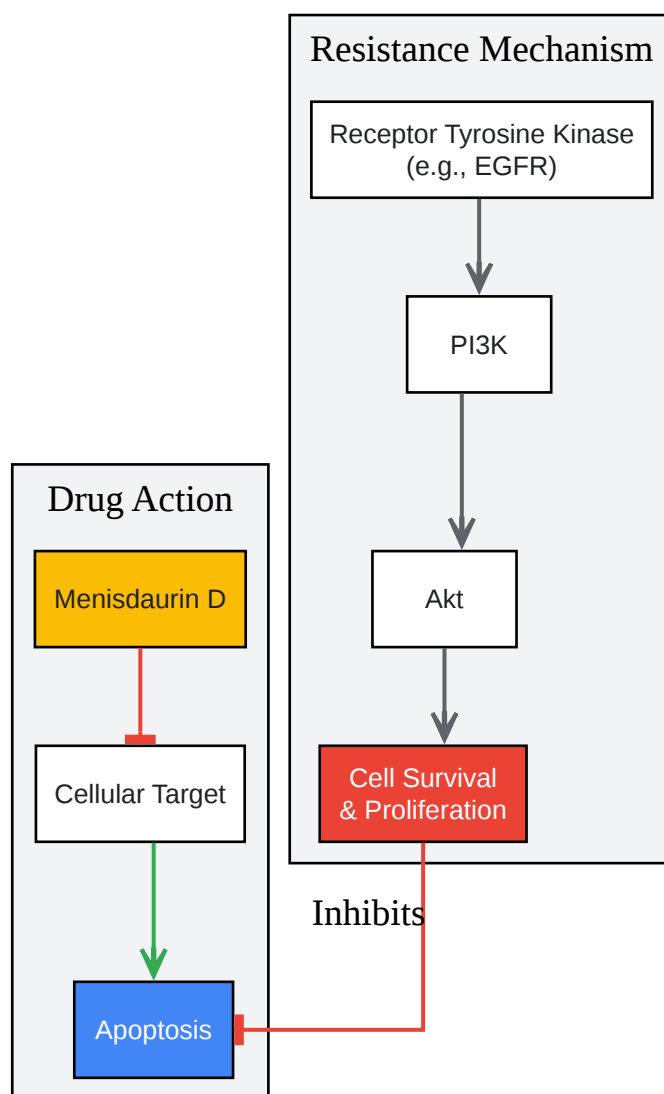 Resistance Mechanism
Receptor Tyrosine Kinase
(e.g., EGFR)
PI3K
Akt
Cell Survival
& Proliferation
Inhibits
Drug Action
Menisdaurin D
Cellular Target
Apoptosis